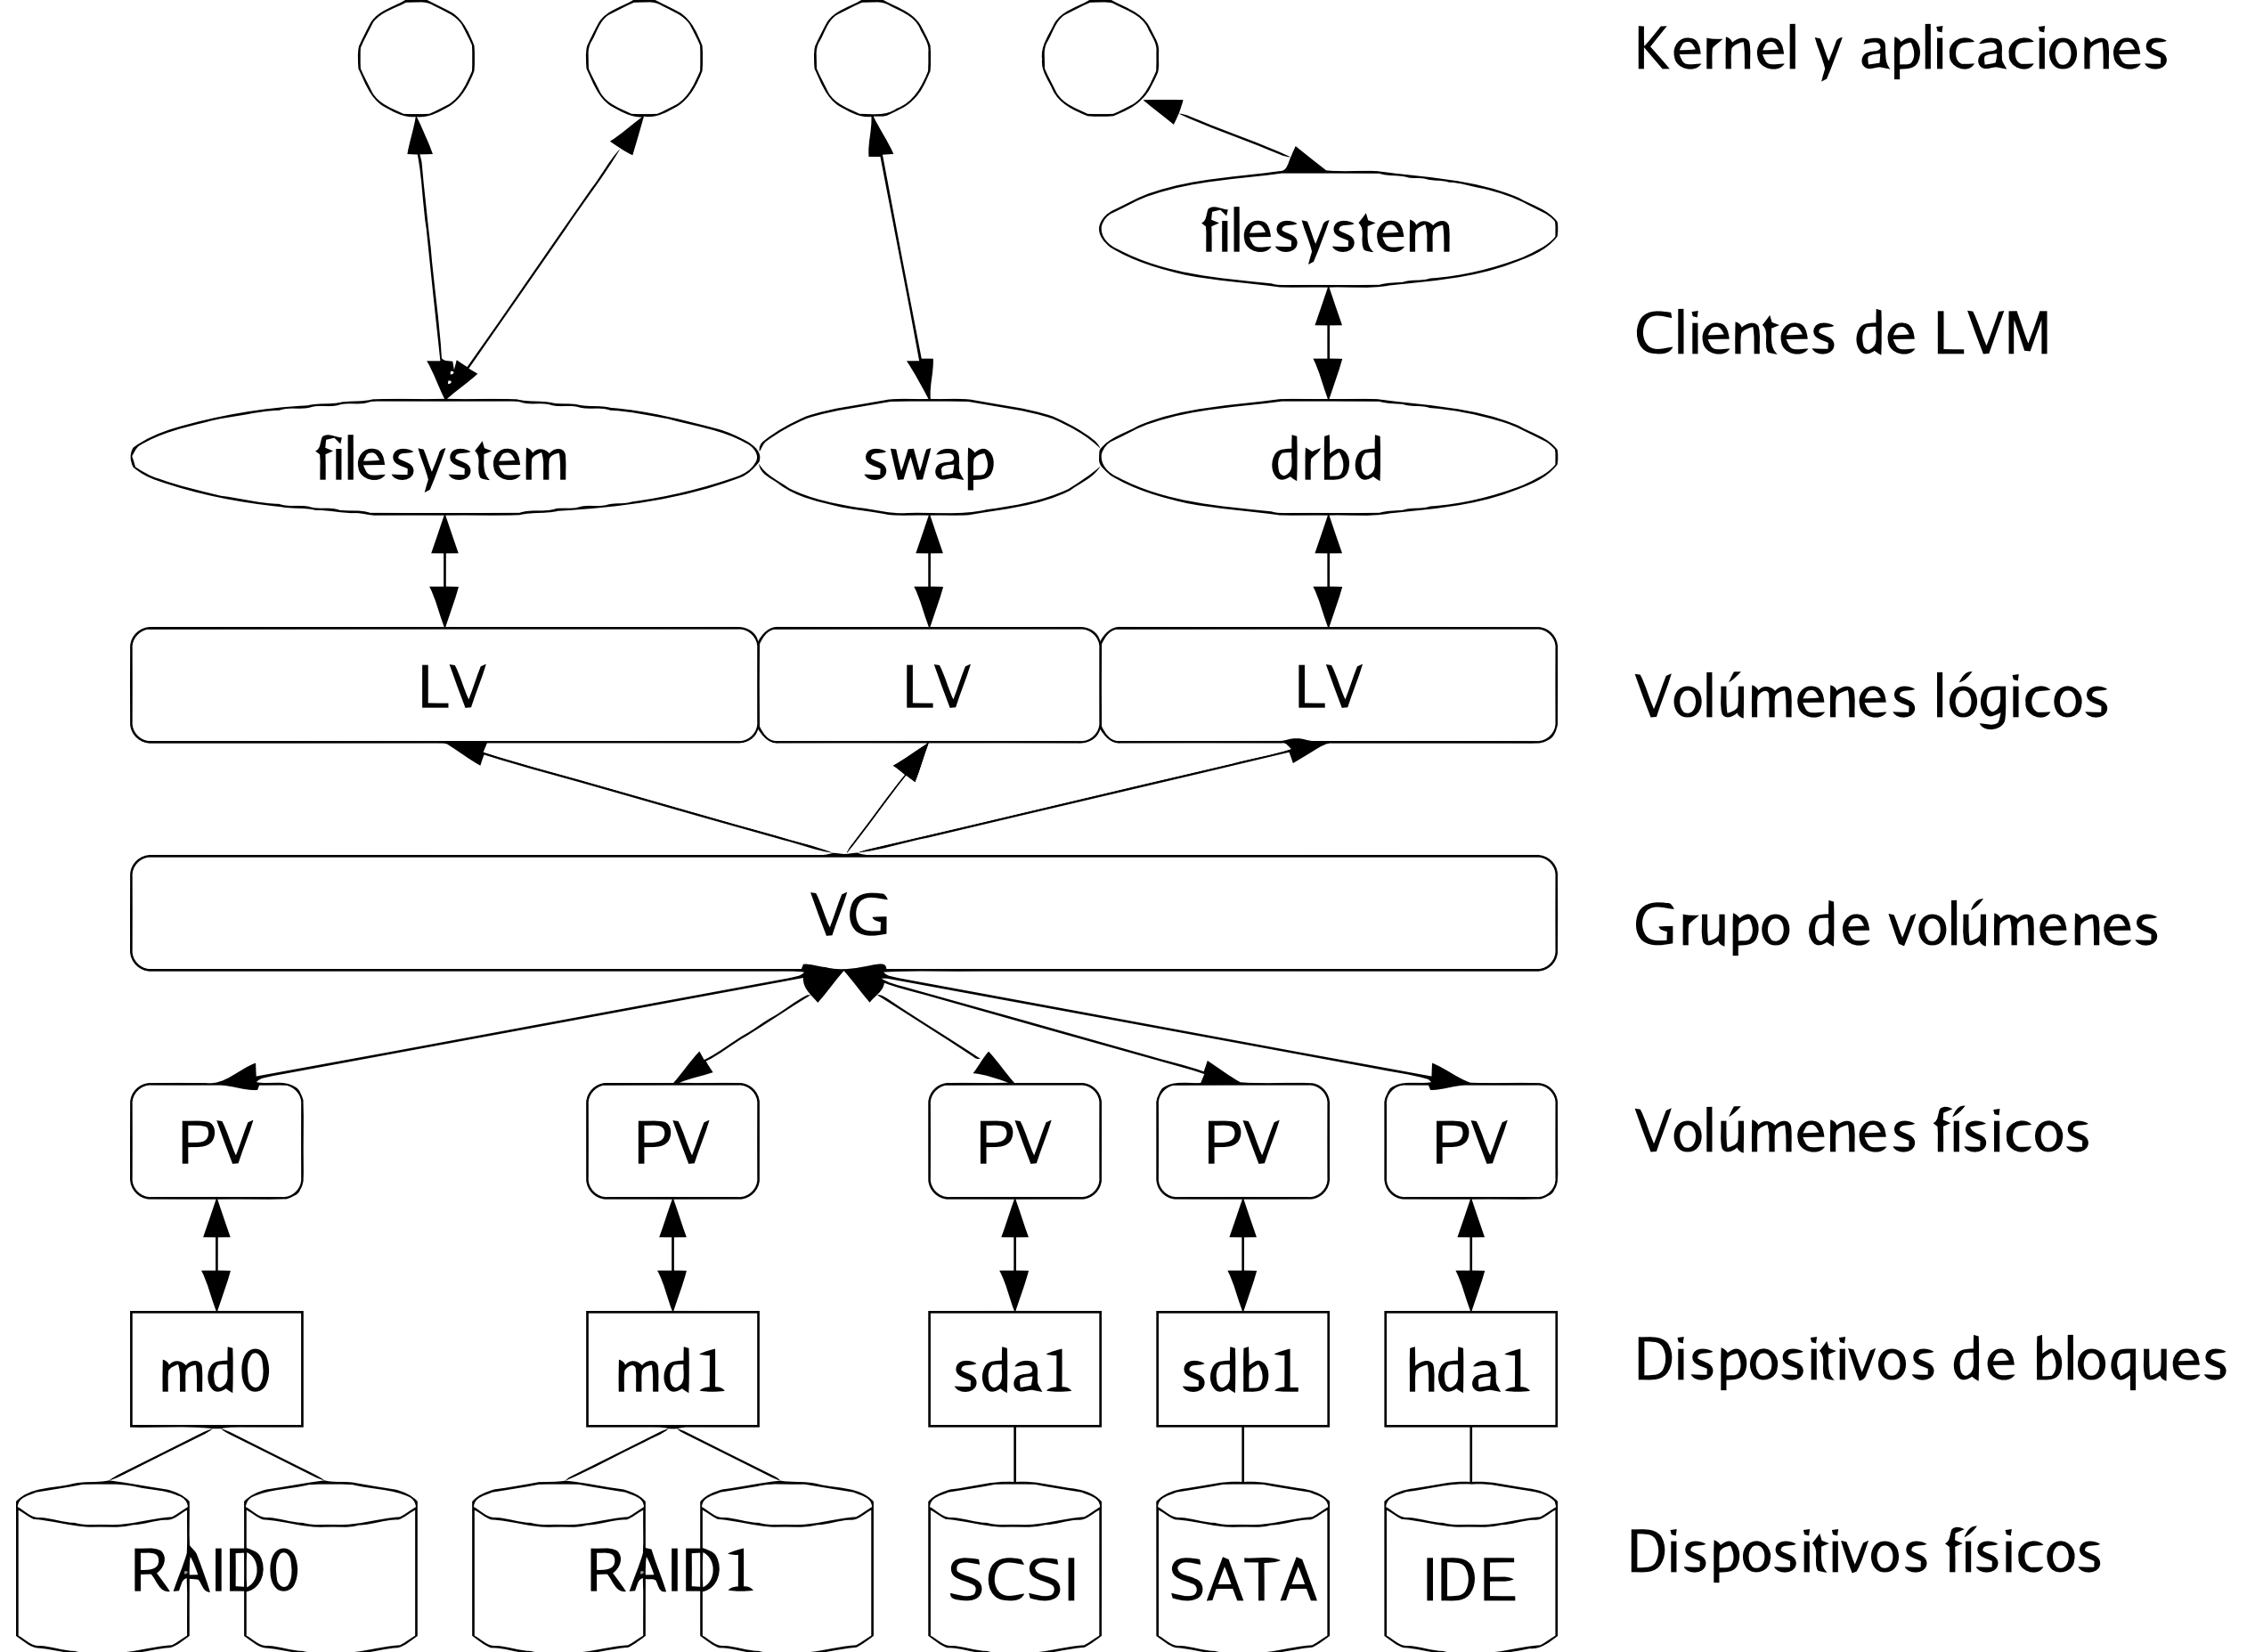 Kernel y aplicaciones
filesystem
Clientes de LVM
filesystem swap drbd
LV LV LV Volúmenes lógicos
VG Grupo de volúmenes
PV PV PV PV PV Volúmenes físicos
md0 md1 sda1 sdb1 hda1 Dispositivos de bloques
RAID0 RAID1 SCSI SATA IDE Dispositivos físicos